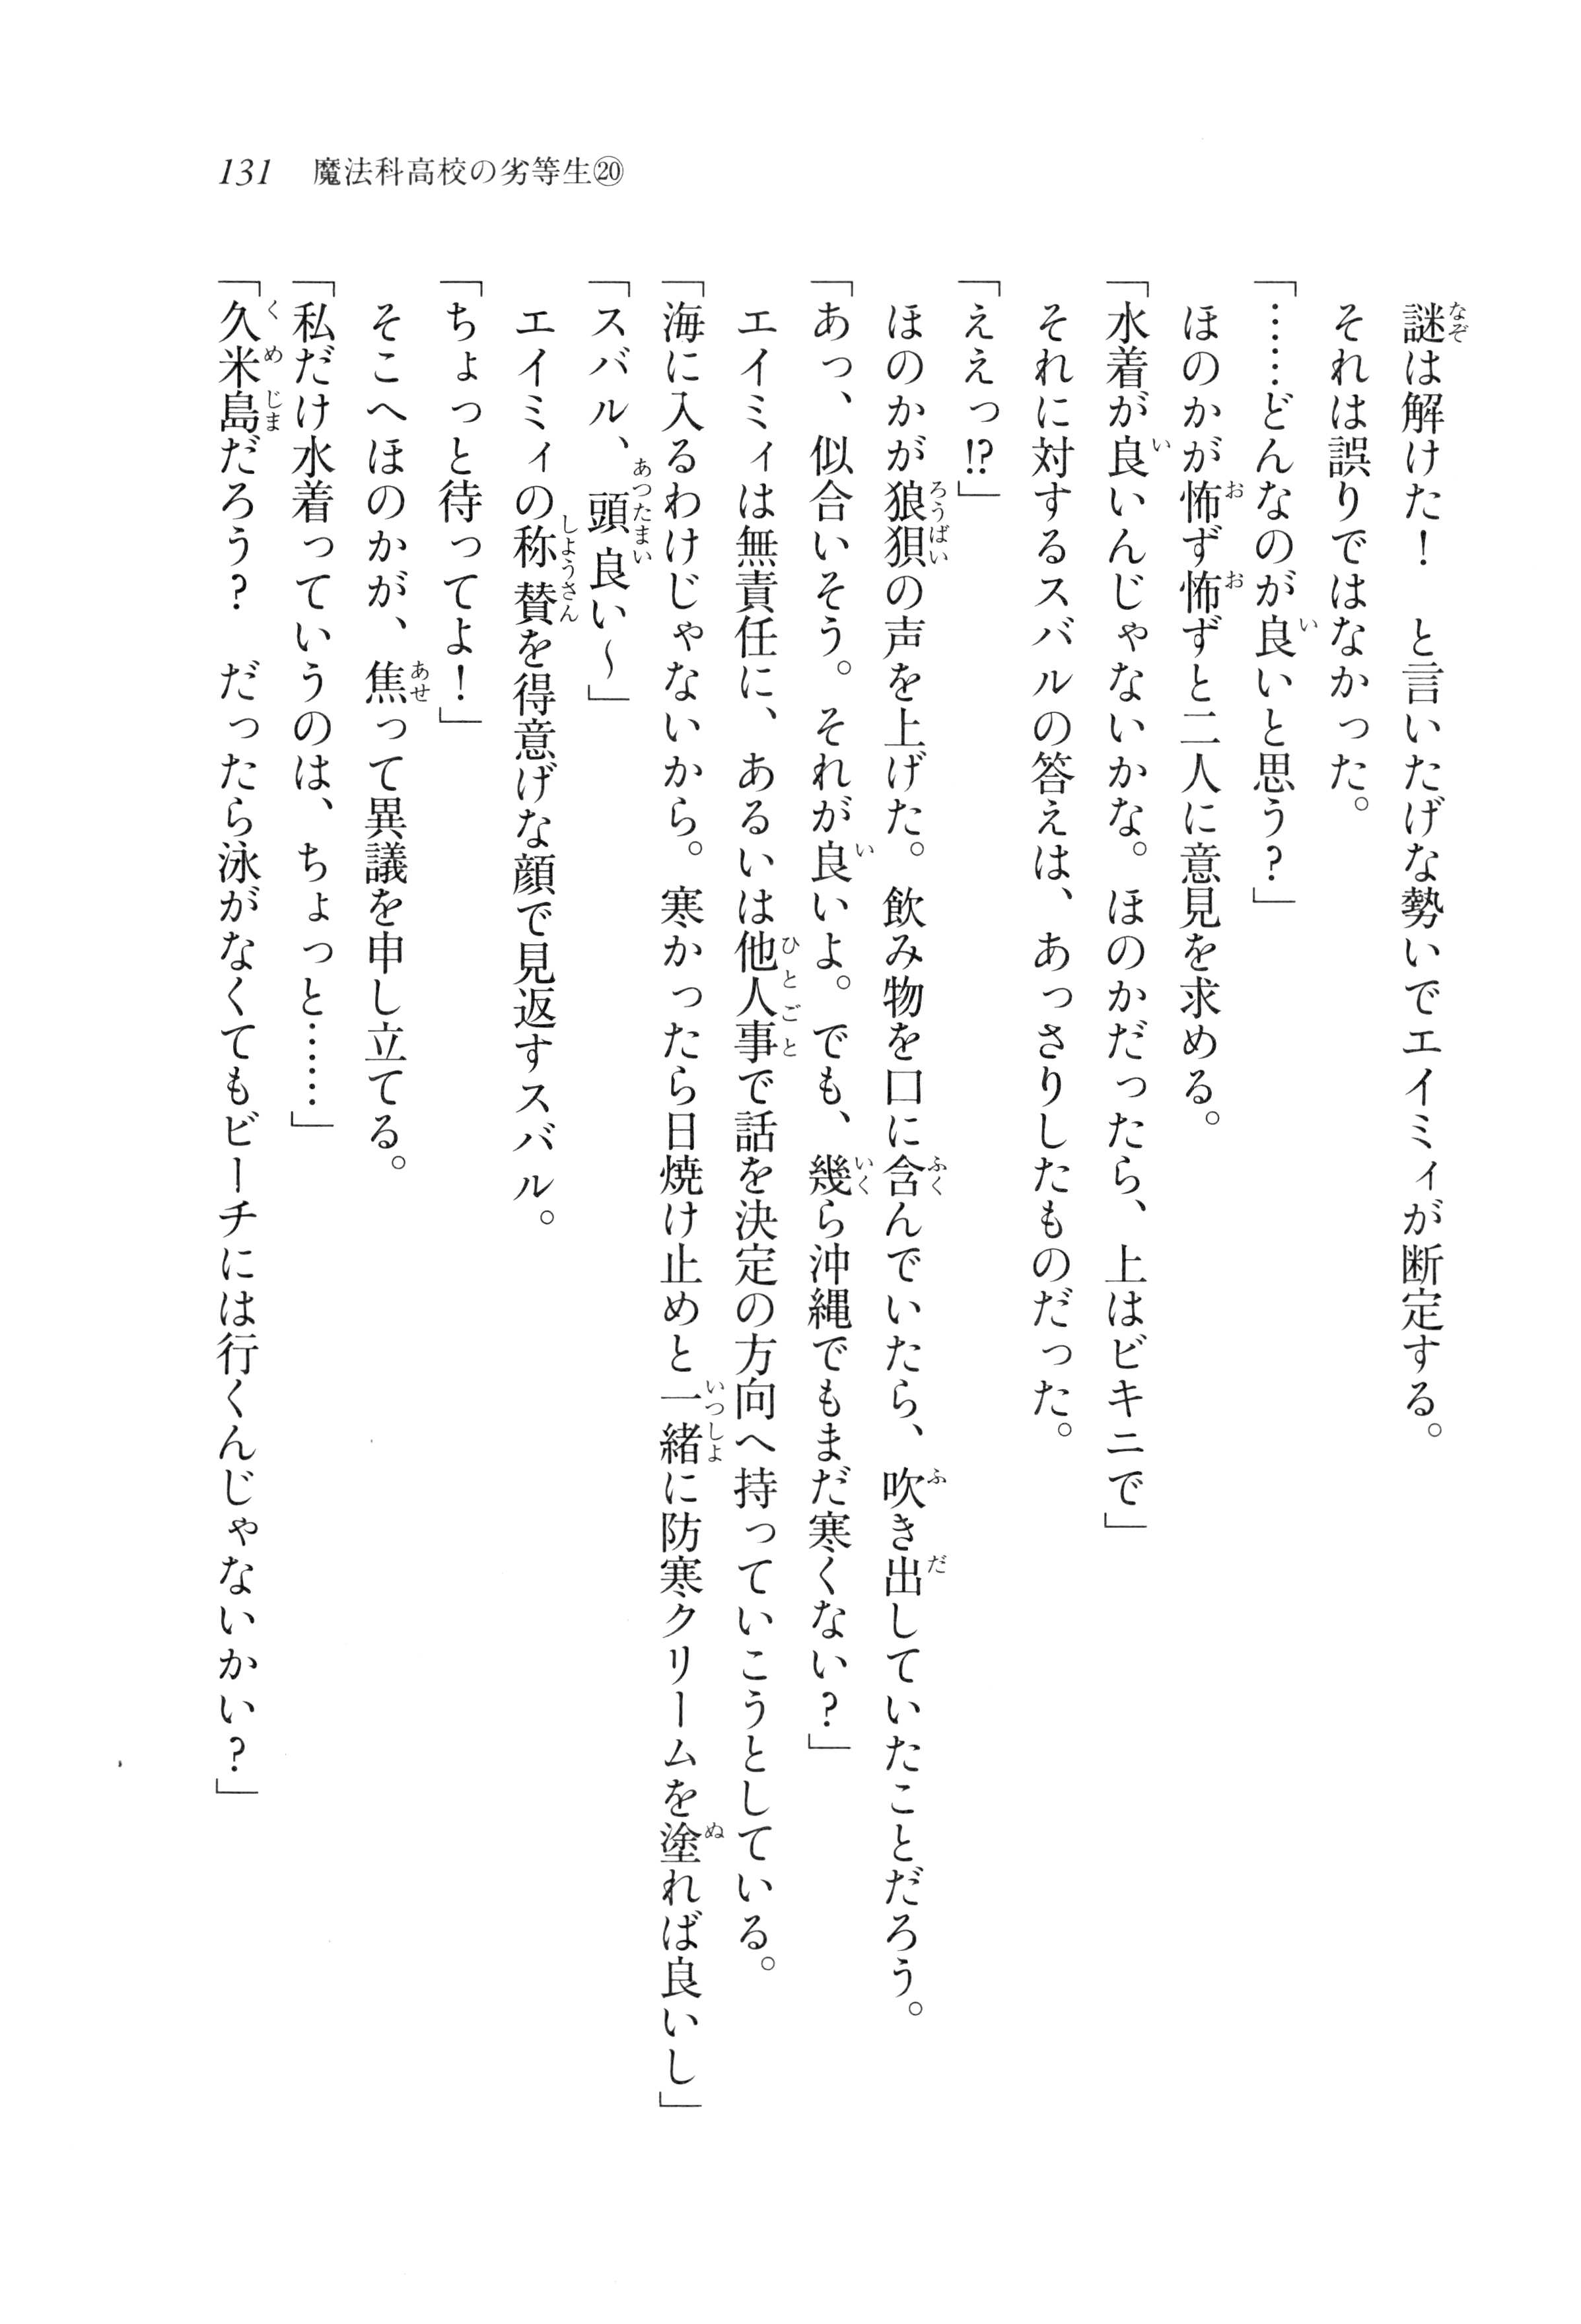 131　魔法科高校の劣等生⑳
　謎は解けた！　と言いたげな勢いでエイミィが断定する。
　それは誤りではなかった。
「……どんなのが良いと思う？」
　ほのかが怖ず怖ずと二人に意見を求める。
「水着が良いんじゃないかな。ほのかだったら、上はビキニで」
　それに対するスバルの答えは、あっさりしたものだった。
「ええっ⁉」
　ほのかが狼狽の声を上げた。飲み物を口に含んでいたら、吹き出していたことだろう。
「あっ、似合いそう。それが良いよ。でも、幾ら沖縄でもまだ寒くない？」
　エイミィは無責任に、あるいは他人事で話を決定の方向へ持っていこうとしている。
「海に入るわけじゃないから。寒かったら日焼け止めと一緒に防寒クリームを塗れば良いし」
「スバル、頭良い～」
　エイミィの称賛を得意げな顔で見返すスバル。
「ちょっと待ってよ！」
　そこへほのかが、焦って異議を申し立てる。
「私だけ水着っていうのは、ちょっと……」
「久米島だろう？　だったら泳がなくてもビーチには行くんじゃないかい？」